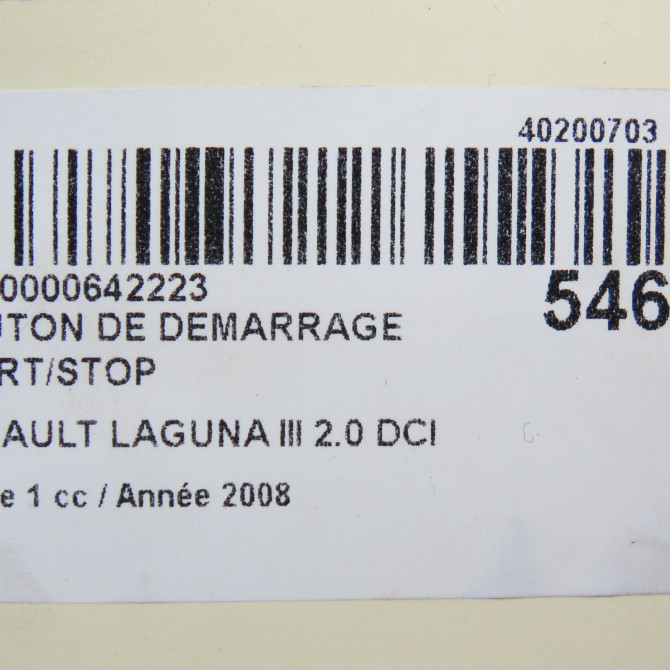 40200703
0000642223
546
UTON DE DEMARRAGE
RT/STOP
AULT LAGUNA III 2.0 DCI
e 1 cc / Année 2008